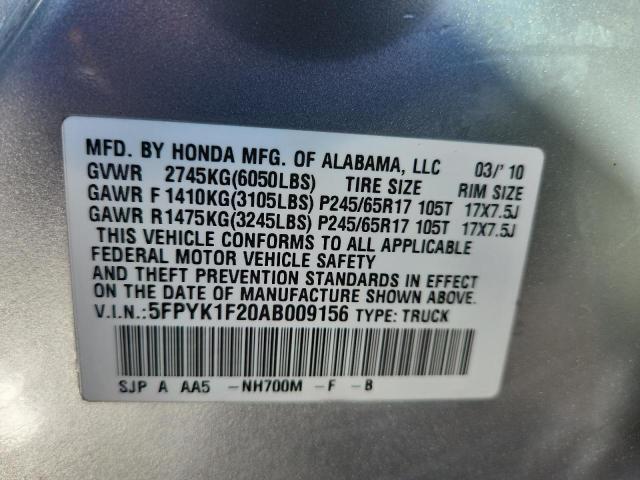 MFD. BY HONDA MFG. OF ALABAMA, LLC 03/'10
GVWR 2745KG(6050LBS) TIRE SIZE RIM SIZE
GAWR F 1410KG(3105LBS) P245/65R17 105T 17X7.5J
GAWR R 1475KG(3245LBS) P245/65R17 105T 17X7.5J
THIS VEHICLE CONFORMS TO ALL APPLICABLE
FEDERAL MOTOR VEHICLE SAFETY
AND THEFT PREVENTION STANDARDS IN EFFECT
ON THE DATE OF MANUFACTURE SHOWN ABOVE.
V.I.N.:5FPYK1F20AB009156 TYPE: TRUCK
SJP A AA5 -NH700M -F -B